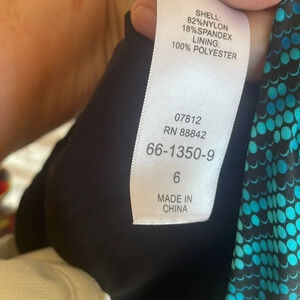 SHELL:
82%NYLON
18%SPANDEX
LINING:
100% POLYESTER
07812
RN 88842
66-1350-9
6
MADE IN
CHINA